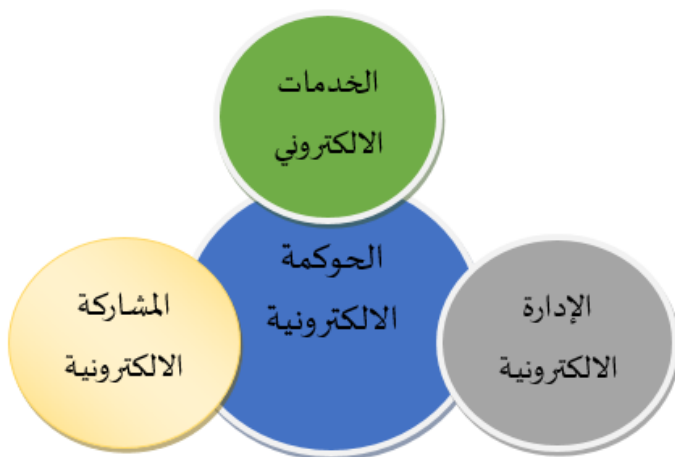 الخدمات
الالكتروني
الحوكمة
الالكترونية
الإدارة
الالكترونية
المشاركة
الالكترونية